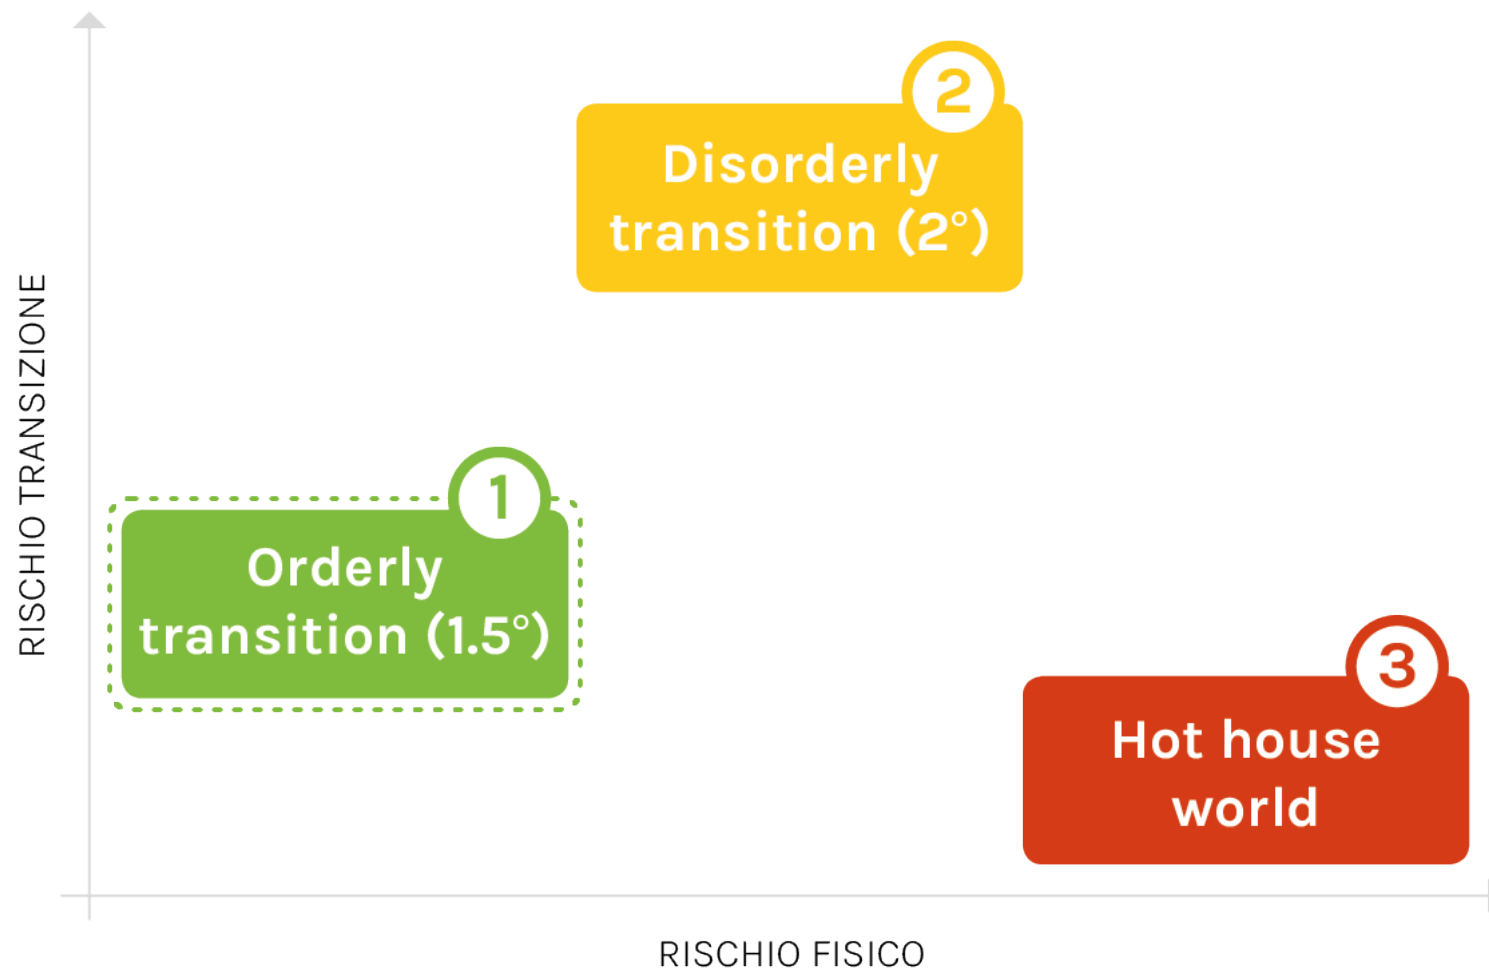 2
Disorderly
transition (2°)
RISCHIO TRANSIZIONE
1
Orderly
transition (1.5°)
3
Hot house
world
RISCHIO FISICO